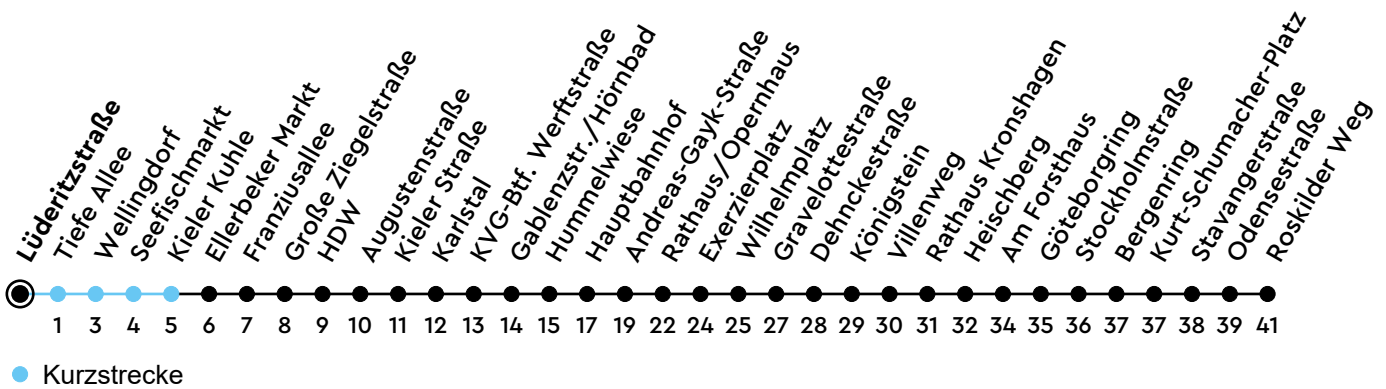 Lüderitzstraße
Tiefe Allee
Wellingdorf
Seefischmarkt
Kieler Kuhle
Ellerbeker Markt
Franziusallee
Große Ziegelstraße
HDW
Augustenstraße
Kieler Straße
Karlstal
KVG-Btf. Werftstraße
Gablenzstr./Hörnbad
Hummelwiese
Hauptbahnhof
Andreas-Gayk-Straße
Rathaus/Opernhaus
Exerzierplatz
Wilhelmplatz
Gravelottestraße
Dehnckestraße
Königstein
Villenweg
Rathaus Kronshagen
Heischberg
Am Forsthaus
Göteborgring
Stockholmstraße
Bergenring
Kurt-Schumacher-Platz
Stavangerstraße
Odensestraße
Roskilder Weg
1 3 4 5 6 7 8 9 10 11 12 13 14 15 17 19 22 24 25 27 28 29 30 31 32 34 35 36 37 37 38 39 41
Kurzstrecke